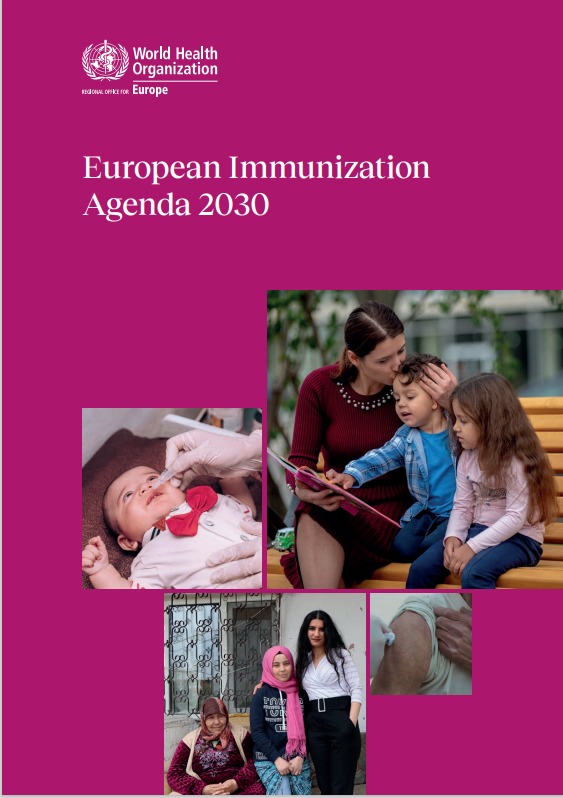 World Health
Organization
REGIONAL OFFICE FOR Europe
European Immunization
Agenda 2030